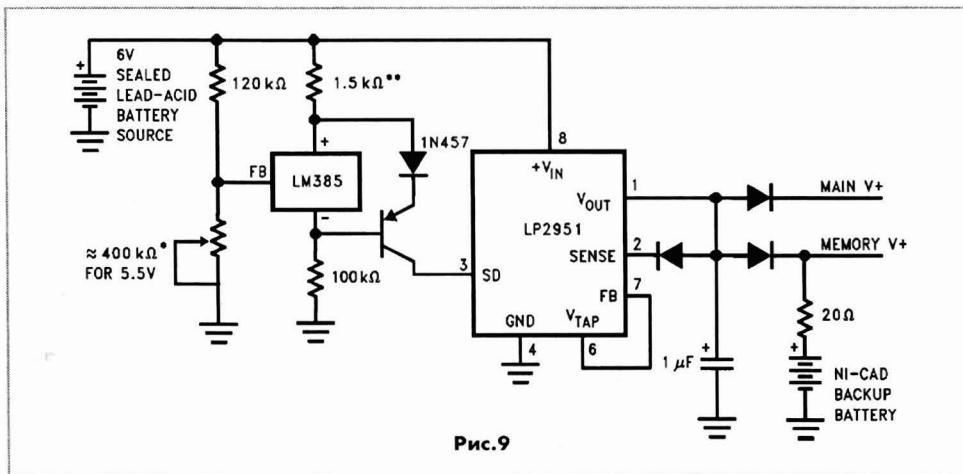 6V
SEALED
LEAD-ACID
BATTERY
SOURCE
+
120 kΩ
1.5 kΩ**
+
1N457
FB
LM385
-
≈ 400 kΩ*
FOR 5.5V
100kΩ
3
SD
8
+VIN
VOUT
1
LP2951
SENSE
2
FB
7
GND
VTAP
4
6
MAIN V+
MEMORY V+
20Ω
+
1 μF
+
NI-CAD
BACKUP
BATTERY
Рис.9